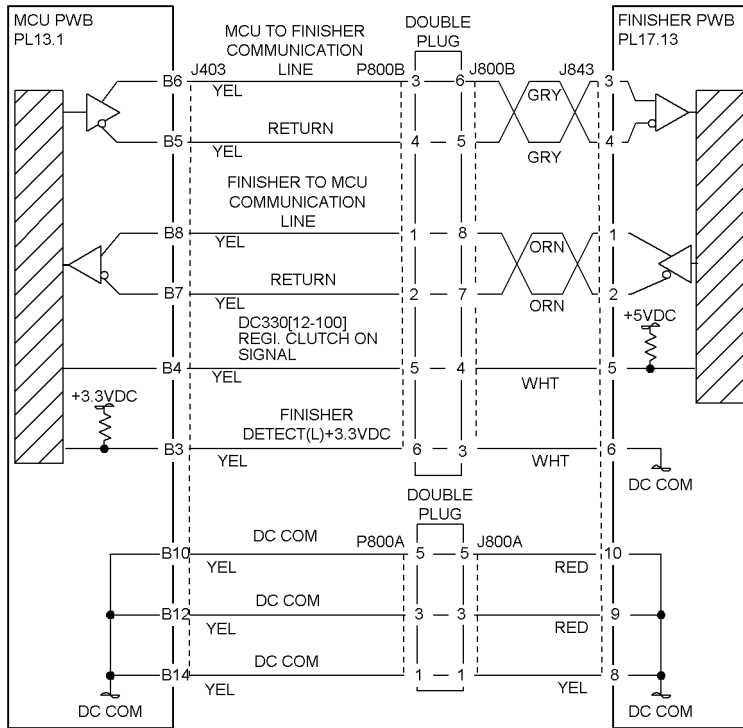 MCU PWB
PL13.1
MCU TO FINISHER
COMMUNICATION
LINE
DOUBLE
PLUG
FINISHER PWB
PL17.13
B6 J403 P800B 3 6 J800B J843 3
YEL GRY
RETURN
B5 4 5 4
YEL GRY
FINISHER TO MCU
COMMUNICATION
LINE
B8 1 8 1
YEL ORN
RETURN
B7 2 7 2
YEL ORN
DC330[12-100]
REGI. CLUTCH ON
SIGNAL
+5VDC
B4 5 4 5
YEL WHT
+3.3VDC
FINISHER
DETECT(L)+3.3VDC
B3 6 3 6
YEL WHT
DC COM
DOUBLE
PLUG
DC COM
P800A J800A
B10 5 5 10
YEL RED
DC COM
B12 3 3 9
YEL RED
DC COM
B14 1 1 8
YEL YEL
DC COM DC COM